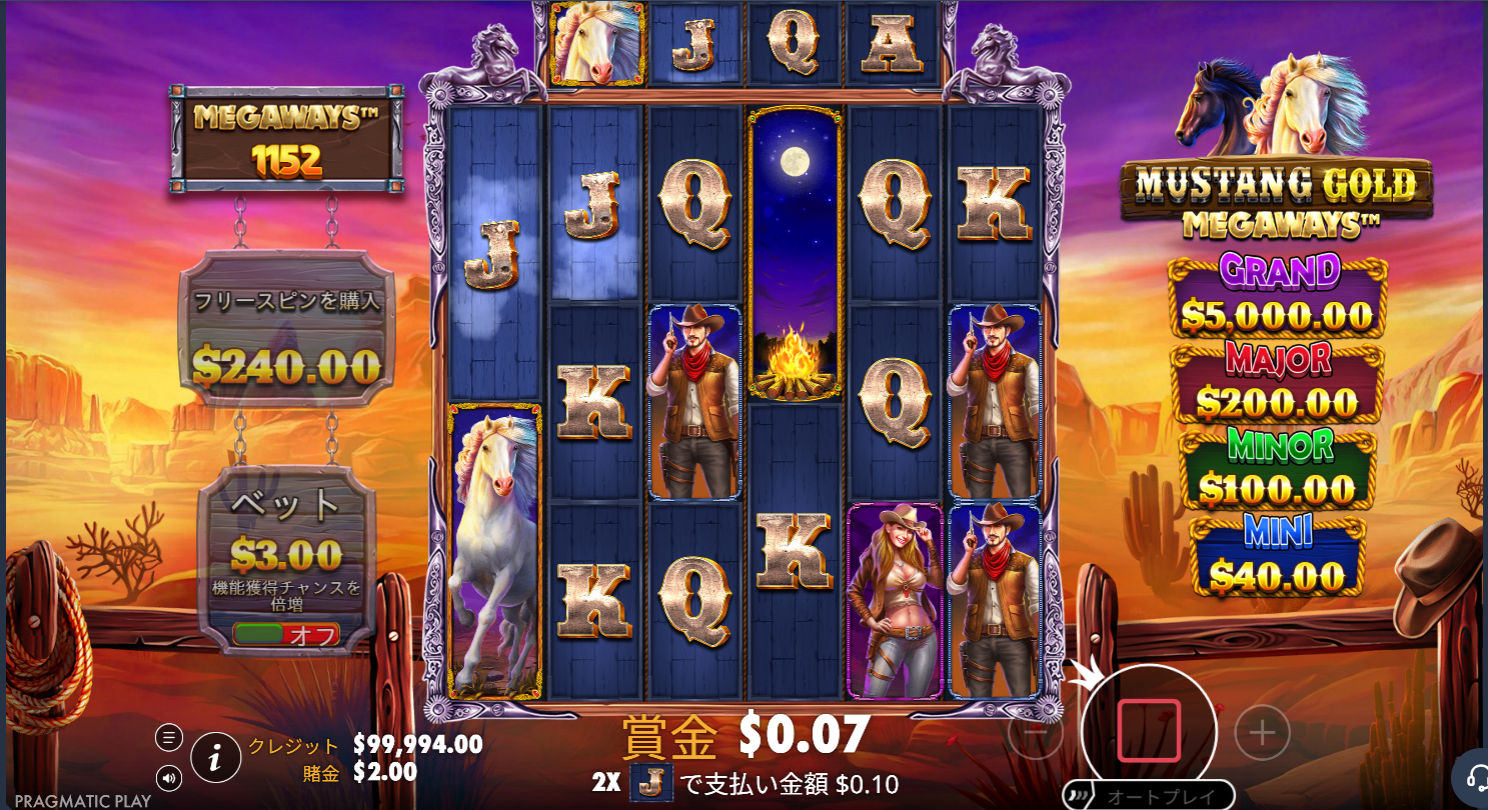 J Q A
MEGAWAYS™
1152
フリースピンを購入
$240.00
ベット
$3.00
機能獲得チャンスを
倍増
オフ
J J Q Q K
K Q
K Q K
MUSTANG GOLD
MEGAWAYS™
GRAND
$5,000.00
MAJOR
$200.00
MINOR
$100.00
MINI
$40.00
クレジット $99,994.00
賭金 $2.00
賞金 $0.07
2X J で支払い金額 $0.10
オートプレイ
PRAGMATIC PLAY